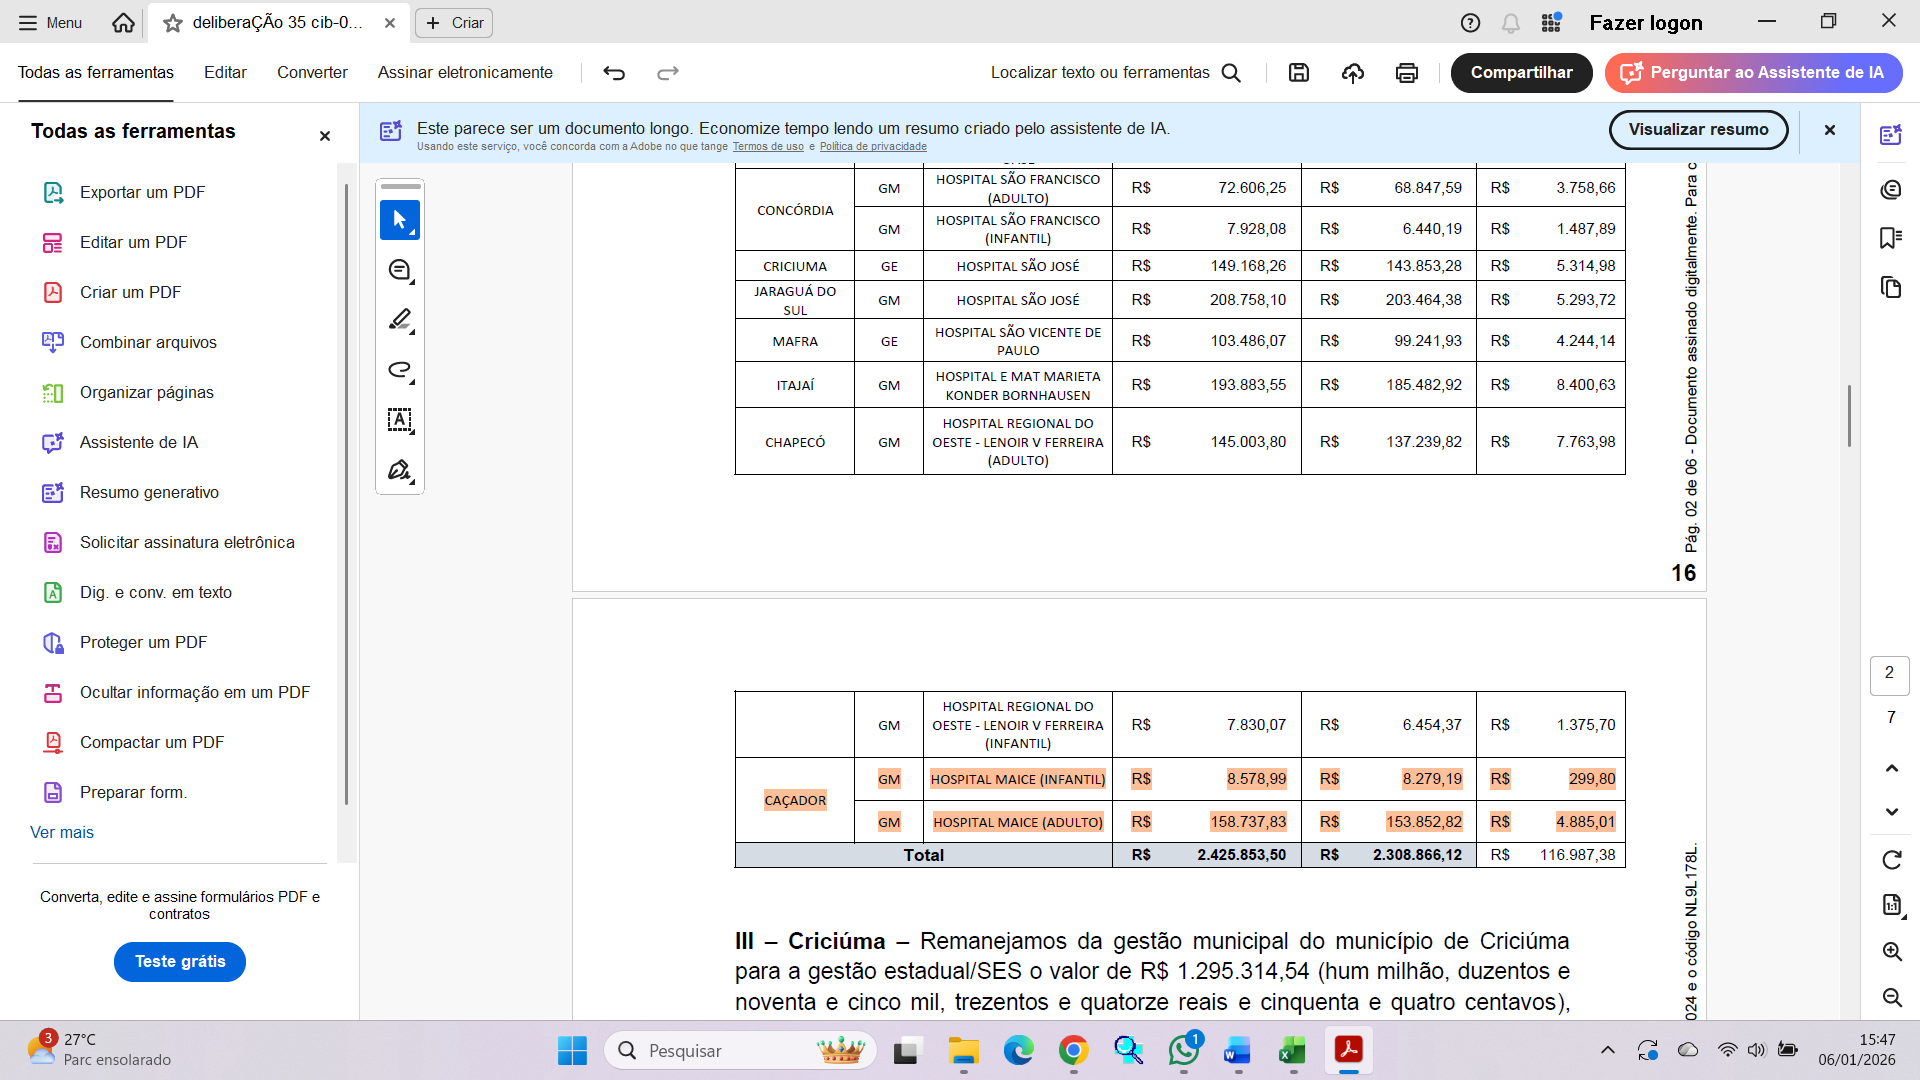 Menu
deliberaÇÃo 35 cib-0...
Criar
Fazer logon
Todas as ferramentas
Editar
Converter
Assinar eletronicamente
Localizar texto ou ferramentas
Compartilhar
Perguntar ao Assistente de IA
Todas as ferramentas
Exportar um PDF
Editar um PDF
Criar um PDF
Combinar arquivos
Organizar páginas
Assistente de IA
Resumo generativo
Solicitar assinatura eletrônica
Dig. e conv. em texto
Proteger um PDF
Ocultar informação em um PDF
Compactar um PDF
Preparar form.
Ver mais
Converta, edite e assine formulários PDF e
contratos
Teste grátis
Este parece ser um documento longo. Economize tempo lendo um resumo criado pelo assistente de IA.
Usando este serviço, você concorda com a Adobe no que tange Termos de uso e Política de privacidade
Visualizar resumo
CONCÓRDIA
GM HOSPITAL SÃO FRANCISCO (ADULTO) R$ 72.606,25 R$ 68.847,59 R$ 3.758,66
GM HOSPITAL SÃO FRANCISCO (INFANTIL) R$ 7.928,08 R$ 6.440,19 R$ 1.487,89
CRICIUMA GE HOSPITAL SÃO JOSÉ R$ 149.168,26 R$ 143.853,28 R$ 5.314,98
JARAGUÁ DO SUL GM HOSPITAL SÃO JOSÉ R$ 208.758,10 R$ 203.464,38 R$ 5.293,72
MAFRA GE HOSPITAL SÃO VICENTE DE PAULO R$ 103.486,07 R$ 99.241,93 R$ 4.244,14
ITAJAÍ GM HOSPITAL E MAT MARIETA KONDER BORNHAUSEN R$ 193.883,55 R$ 185.482,92 R$ 8.400,63
CHAPECÓ GM HOSPITAL REGIONAL DO OESTE - LENOIR V FERREIRA (ADULTO) R$ 145.003,80 R$ 137.239,82 R$ 7.763,98
Pág. 02 de 06 - Documento assinado digitalmente. Para c
16
GM HOSPITAL REGIONAL DO OESTE - LENOIR V FERREIRA (INFANTIL) R$ 7.830,07 R$ 6.454,37 R$ 1.375,70
CAÇADOR
GM HOSPITAL MAICE (INFANTIL) R$ 8.578,99 R$ 8.279,19 R$ 299,80
GM HOSPITAL MAICE (ADULTO) R$ 158.737,83 R$ 153.852,82 R$ 4.885,01
Total R$ 2.425.853,50 R$ 2.308.866,12 R$ 116.987,38
III – Criciúma – Remanejamos da gestão municipal do município de Criciúma
para a gestão estadual/SES o valor de R$ 1.295.314,54 (hum milhão, duzentos e
noventa e cinco mil, trezentos e quatorze reais e cinquenta e quatro centavos),
024 e o código NL9L178L.
2
7
1:1
3
27°C
Parc ensolarado
Pesquisar
1
15:47
06/01/2026